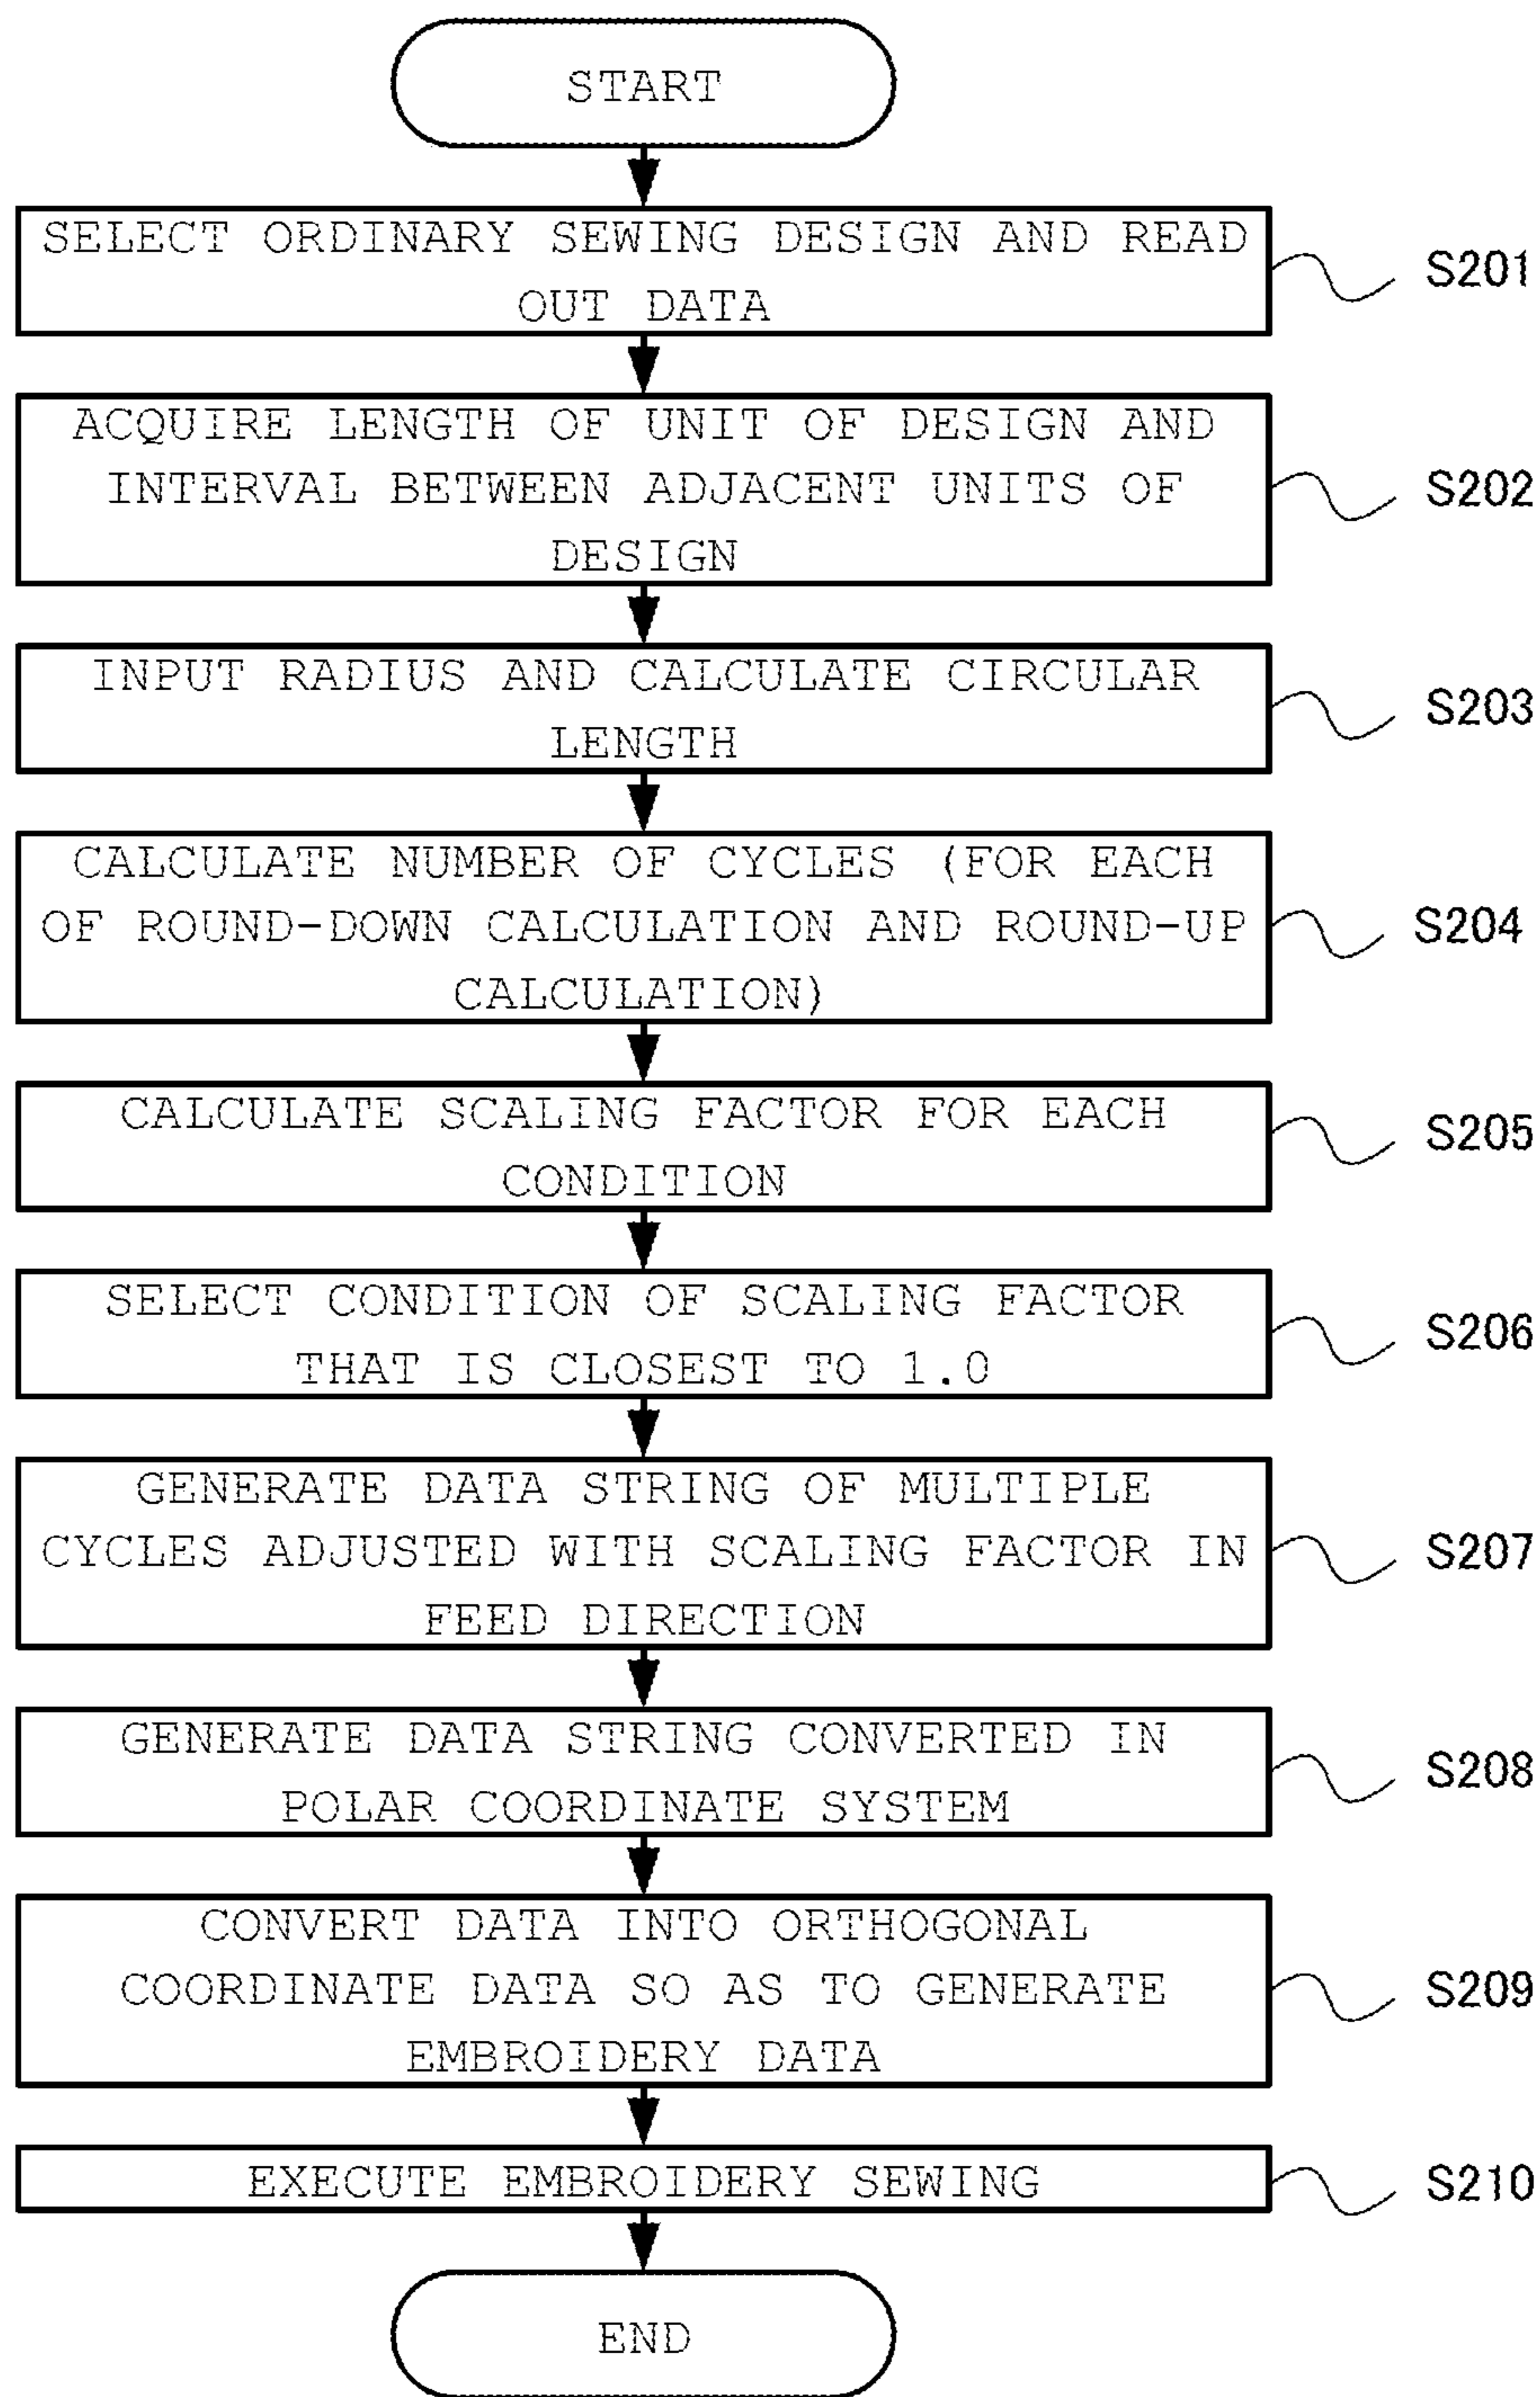 START
SELECT ORDINARY SEWING DESIGN AND READ
OUT DATA
S201
ACQUIRE LENGTH OF UNIT OF DESIGN AND
INTERVAL BETWEEN ADJACENT UNITS OF
DESIGN
S202
INPUT RADIUS AND CALCULATE CIRCULAR
LENGTH
S203
CALCULATE NUMBER OF CYCLES (FOR EACH
OF ROUND-DOWN CALCULATION AND ROUND-UP
CALCULATION)
S204
CALCULATE SCALING FACTOR FOR EACH
CONDITION
S205
SELECT CONDITION OF SCALING FACTOR
THAT IS CLOSEST TO 1.0
S206
GENERATE DATA STRING OF MULTIPLE
CYCLES ADJUSTED WITH SCALING FACTOR IN
FEED DIRECTION
S207
GENERATE DATA STRING CONVERTED IN
POLAR COORDINATE SYSTEM
S208
CONVERT DATA INTO ORTHOGONAL
COORDINATE DATA SO AS TO GENERATE
EMBROIDERY DATA
S209
EXECUTE EMBROIDERY SEWING
S210
END